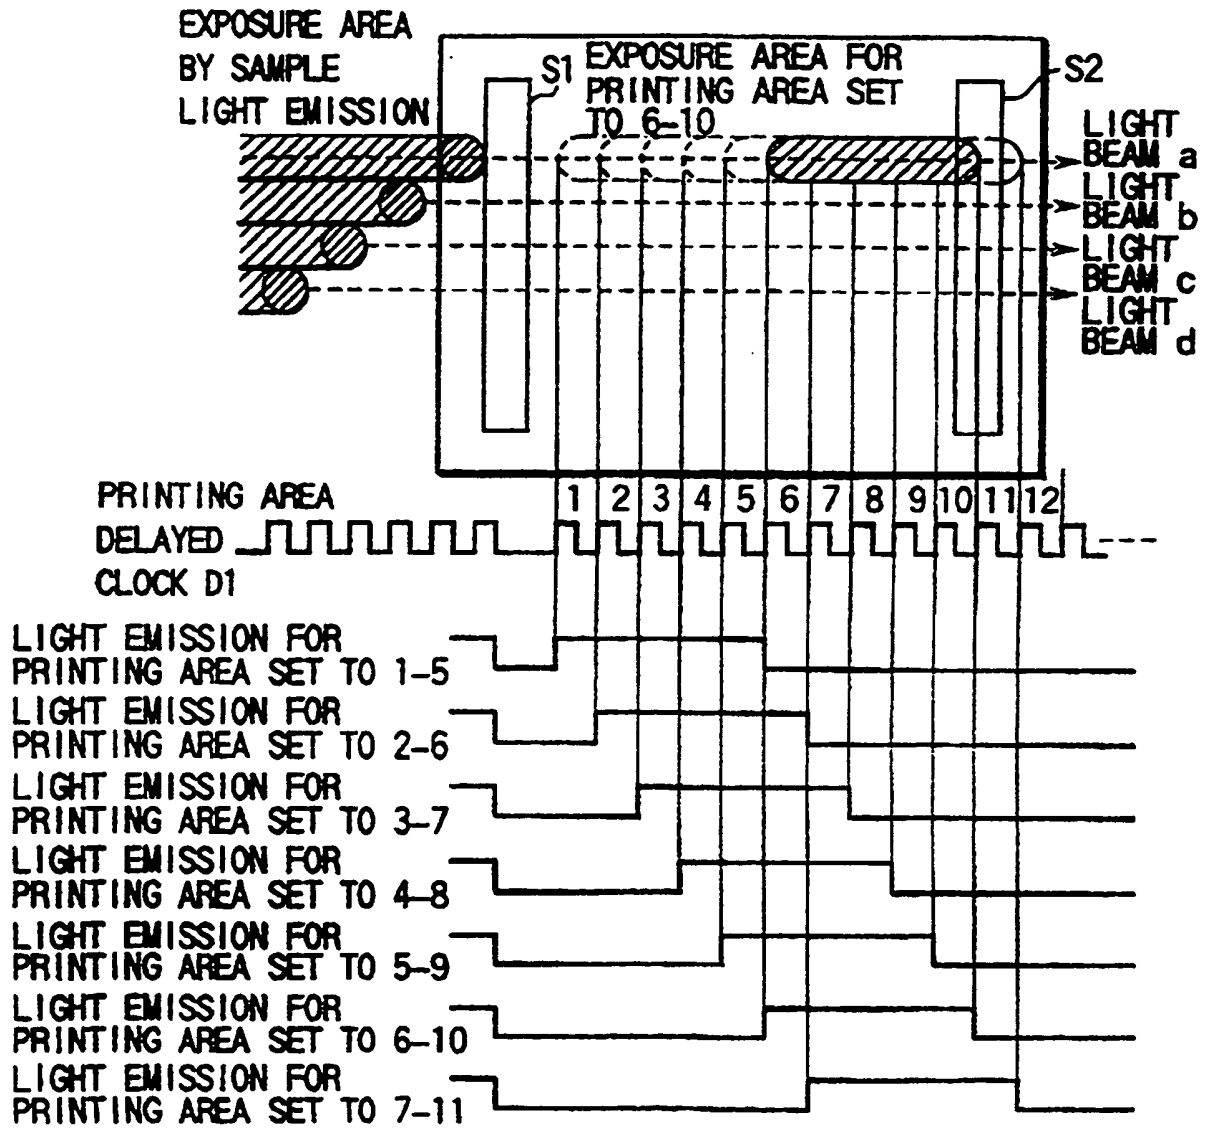 EXPOSURE AREA
BY SAMPLE
LIGHT EMISSION
S1
EXPOSURE AREA FOR
PRINTING AREA SET
TO 6-10
S2
LIGHT
BEAM a
LIGHT
BEAM b
LIGHT
BEAM c
LIGHT
BEAM d
PRINTING AREA
1 2 3 4 5 6 7 8 9 10 11 12
DELAYED
CLOCK D1
LIGHT EMISSION FOR
PRINTING AREA SET TO 1-5
LIGHT EMISSION FOR
PRINTING AREA SET TO 2-6
LIGHT EMISSION FOR
PRINTING AREA SET TO 3-7
LIGHT EMISSION FOR
PRINTING AREA SET TO 4-8
LIGHT EMISSION FOR
PRINTING AREA SET TO 5-9
LIGHT EMISSION FOR
PRINTING AREA SET TO 6-10
LIGHT EMISSION FOR
PRINTING AREA SET TO 7-11